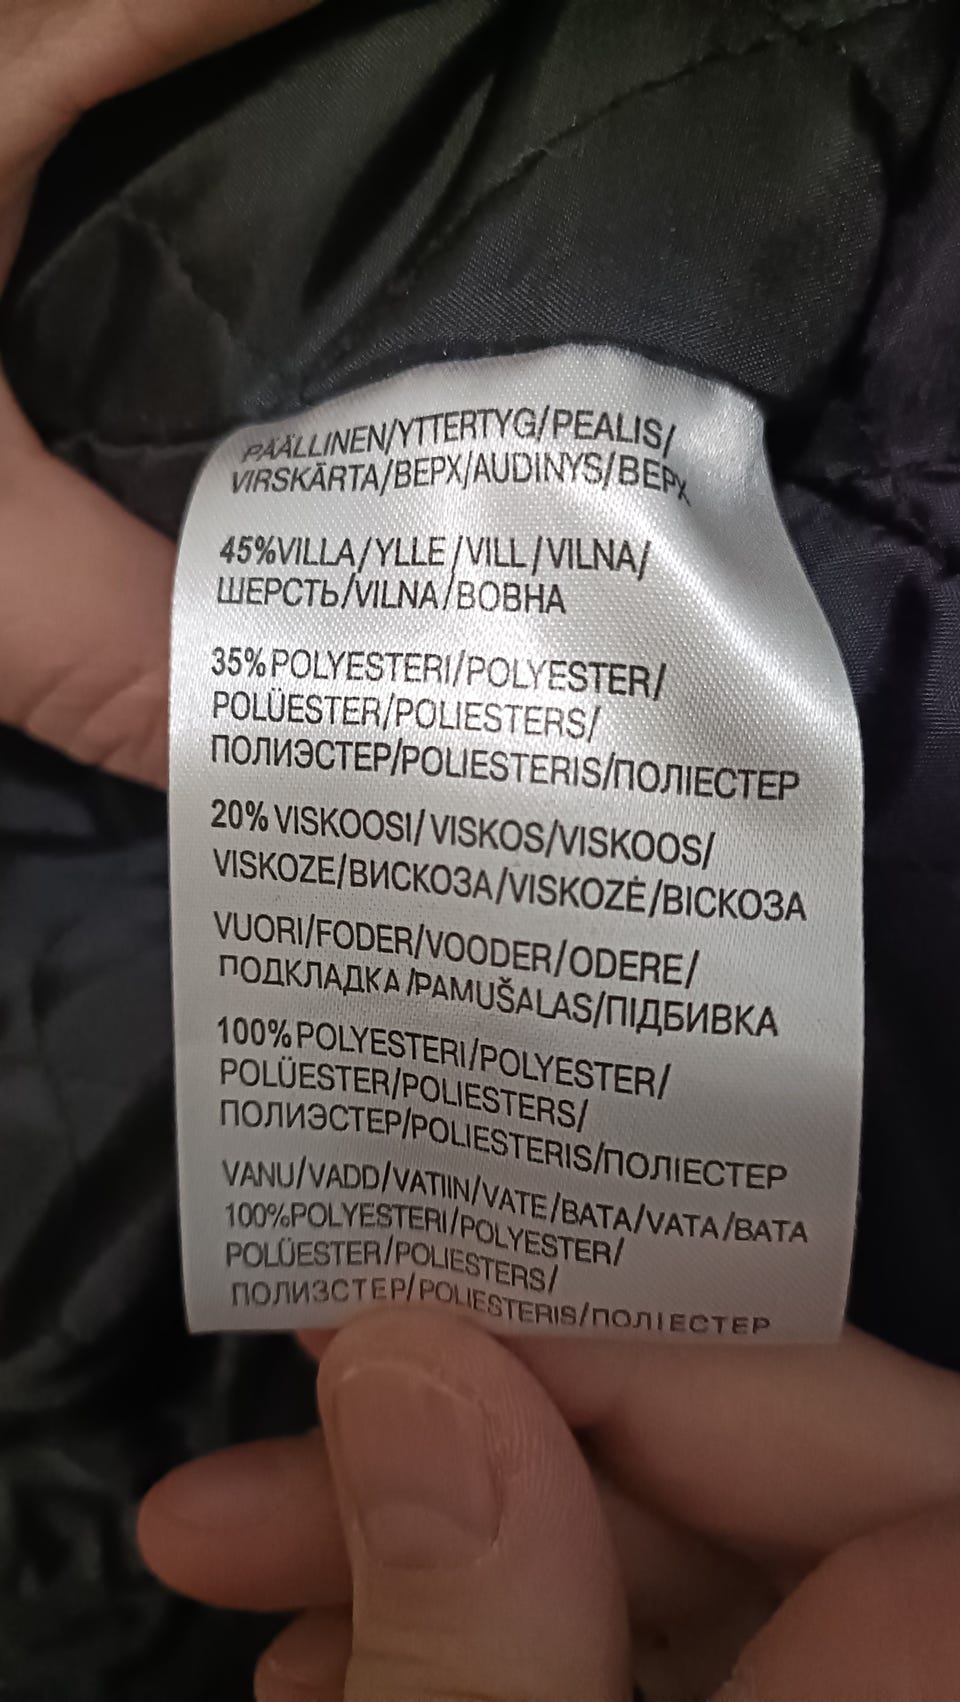 PÄÄLLINEN/YTTERTYG/PEALIS/
VIRSKĀRTA/ВЕРХ/AUDINYS/ВЕРХ
45%VILLA/YLLE/VILL/VILNA/
ШЕРСТЬ/VILNA/ВОВНА
35%POLYESTERI/POLYESTER/
POLÜESTER/POLIESTERS/
ПОЛИЭСТЕР/POLIESTERIS/ПОЛІЕСТЕР
20% VISKOOSI/VISKOS/VISKOOS/
VISKOZE/ВИСКОЗА/VISKOZĖ/ВІСКОЗА
VUORI/FODER/VOODER/ODERE/
ПОДКЛАДКА/PAMUŠALAS/ПІДБИВКА
100%POLYESTERI/POLYESTER/
POLÜESTER/POLIESTERS/
ПОЛИЭСТЕР/POLIESTERIS/ПОЛІЕСТЕР
VANU/VADD/VATIIN/VATE/ВАТА/VATA/ВАТА
100%POLYESTERI/POLYESTER/
POLÜESTER/POLIESTERS/
ПОЛИЗСТЕР/POLIESTERIS/ПОЛІЕСТЕР